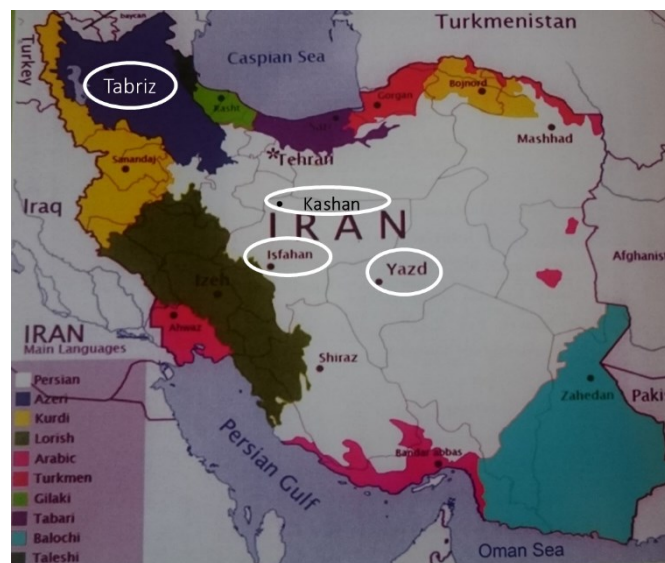 Turkmenistan
Turkey
Caspian Sea
Tabriz
Rasht
Gorgan
Bojnord
Mashhad
Tehran
Sanandaj
Iraq
Kashan
IRAN
Isfahan
Yazd
Afghanis
Izeh
Ahwaz
Shiraz
Zahedan
Paki
Bandar abbas
Persian Gulf
Oman Sea
IRAN
Main Languages
Persian
Azeri
Kurdi
Lorish
Arabic
Turkmen
Gilaki
Tabari
Balochi
Taleshi